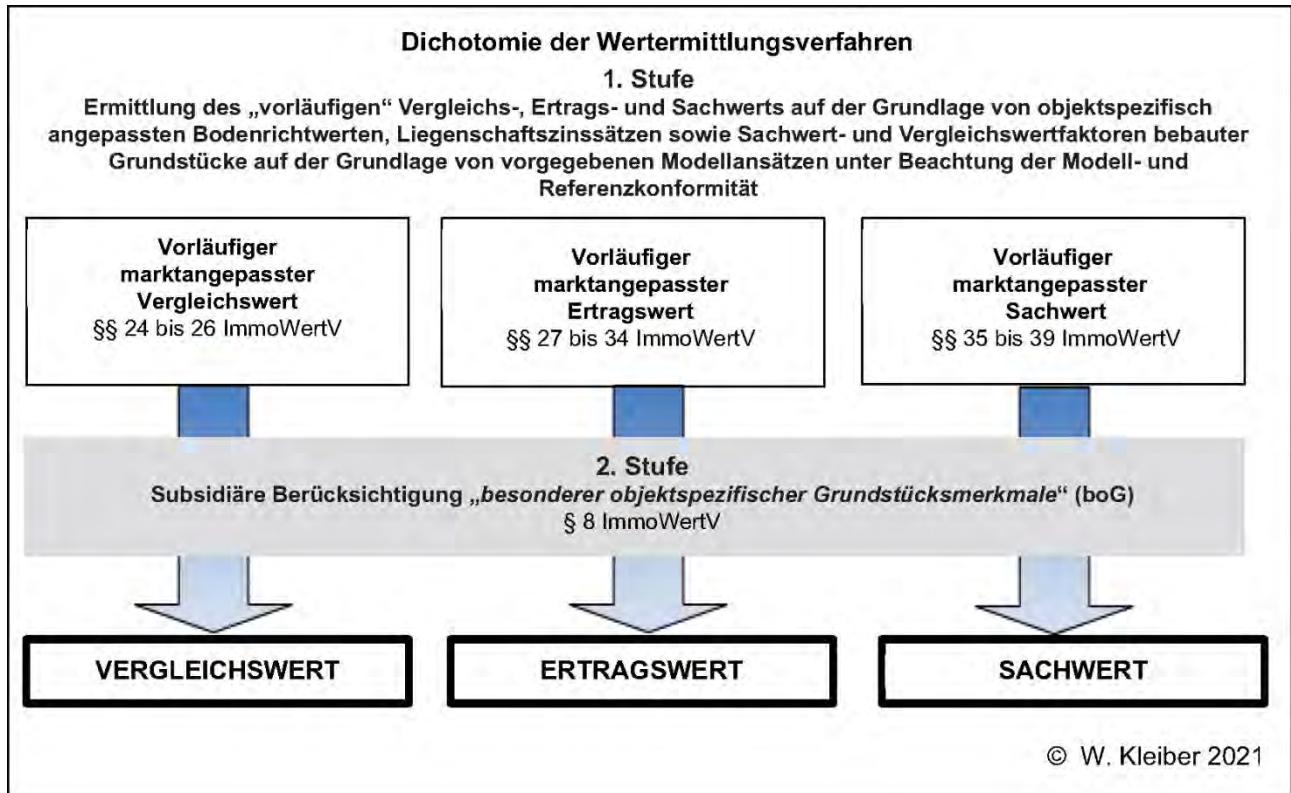 Dichotomie der Wertermittlungsverfahren
1. Stufe
Ermittlung des „vorläufigen“ Vergleichs-, Ertrags- und Sachwerts auf der Grundlage von objektspezifisch
angepassten Bodenrichtwerten, Liegenschaftszinssätzen sowie Sachwert- und Vergleichswertfaktoren bebauter
Grundstücke auf der Grundlage von vorgegebenen Modellansätzen unter Beachtung der Modell- und
Referenzkonformität
Vorläufiger
marktangepasster
Vergleichswert
§§ 24 bis 26 ImmoWertV
Vorläufiger
marktangepasster
Ertragswert
§§ 27 bis 34 ImmoWertV
Vorläufiger
marktangepasster
Sachwert
§§ 35 bis 39 ImmoWertV
2. Stufe
Subsidiäre Berücksichtigung „besonderer objektspezifischer Grundstücksmerkmale“ (boG)
§ 8 ImmoWertV
VERGLEICHSWERT
ERTRAGSWERT
SACHWERT
© W. Kleiber 2021